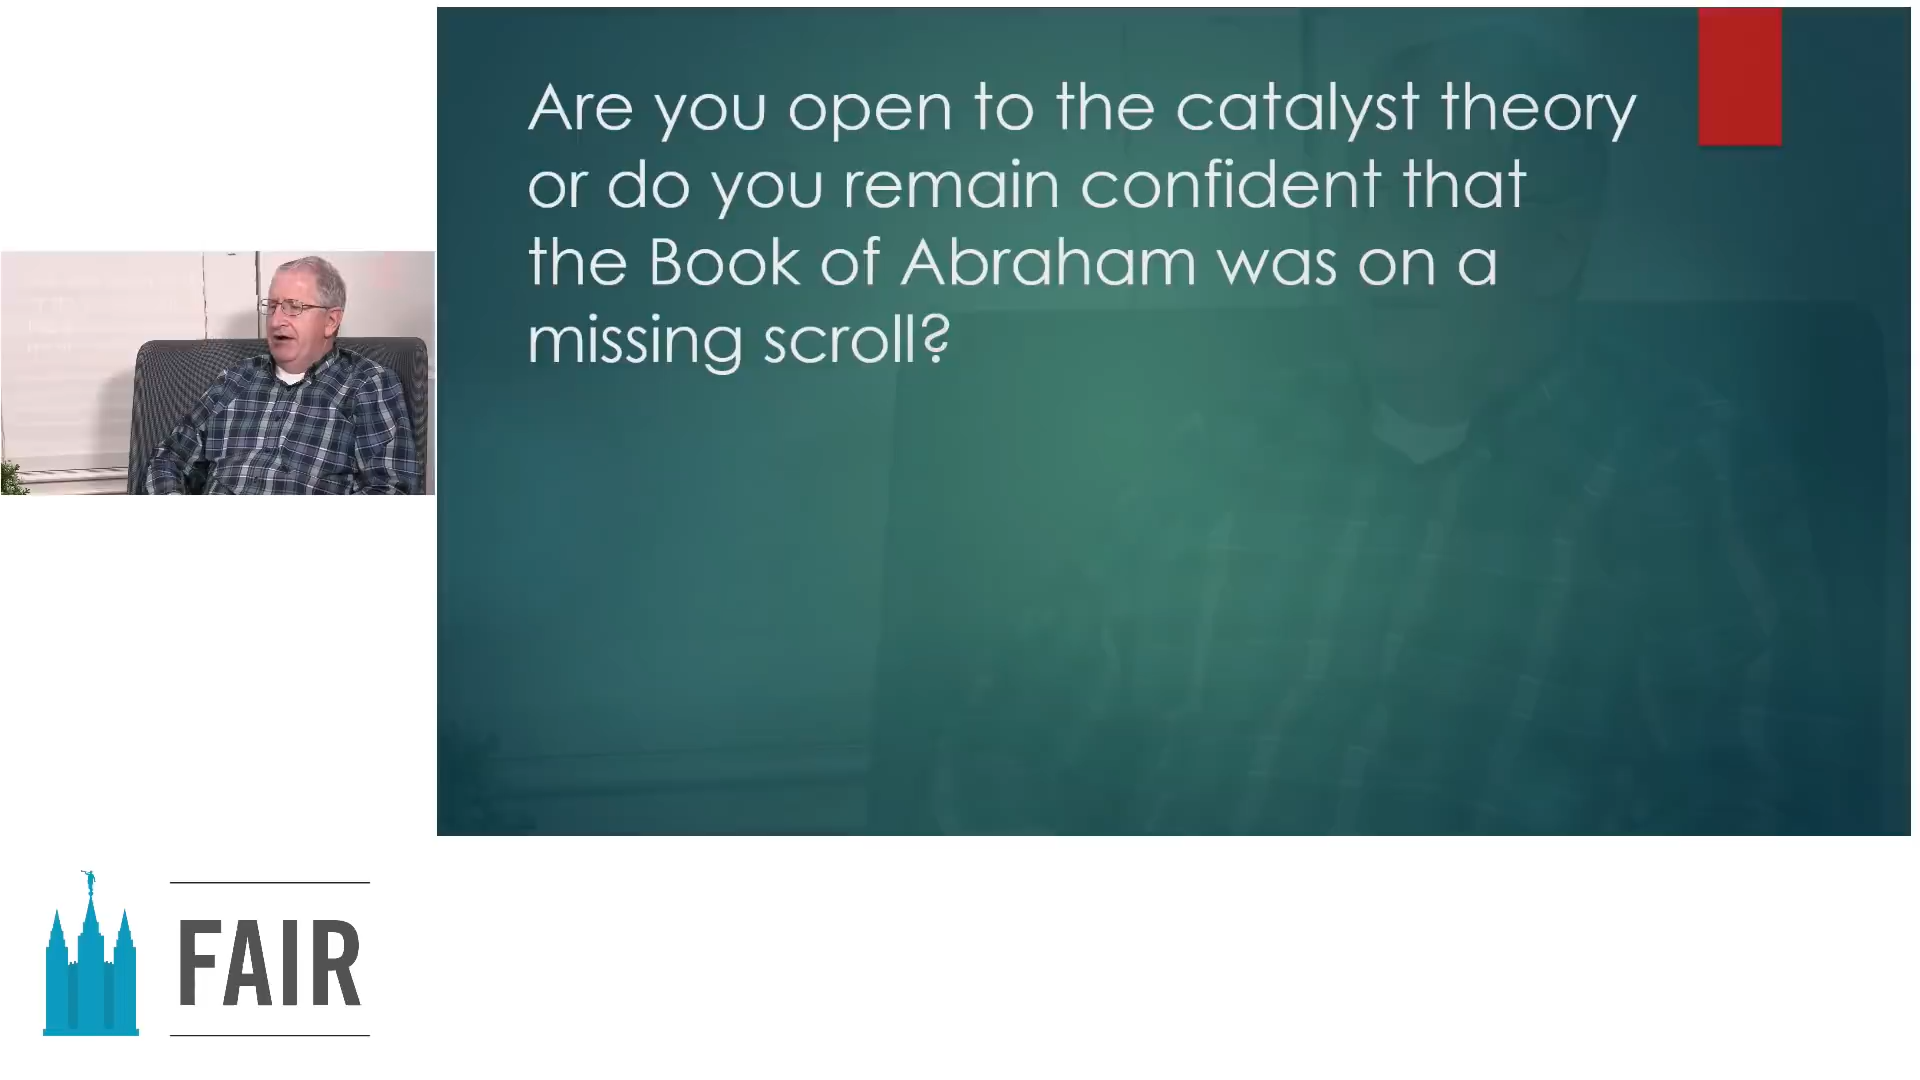 Are you open to the catalyst theory
or do you remain confident that
the Book of Abraham was on a
missing scroll?
FAIR